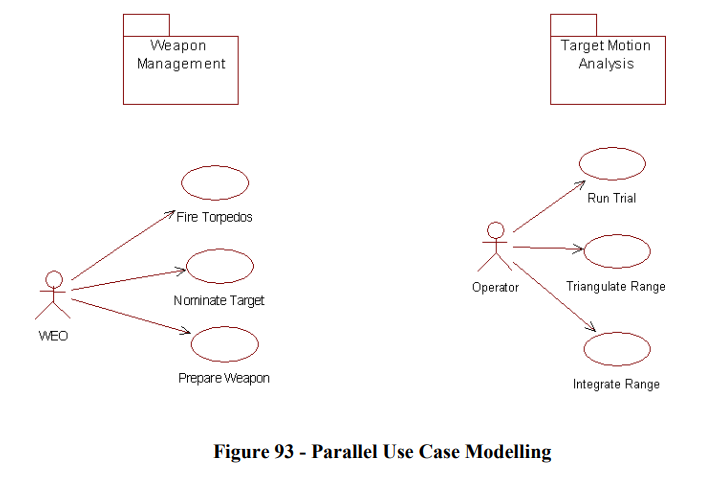 Weapon
Management
Target Motion
Analysis
Fire Torpedos
Nominate Target
WEO
Prepare Weapon
Run Trial
Operator
Triangulate Range
Integrate Range
Figure 93 - Parallel Use Case Modelling